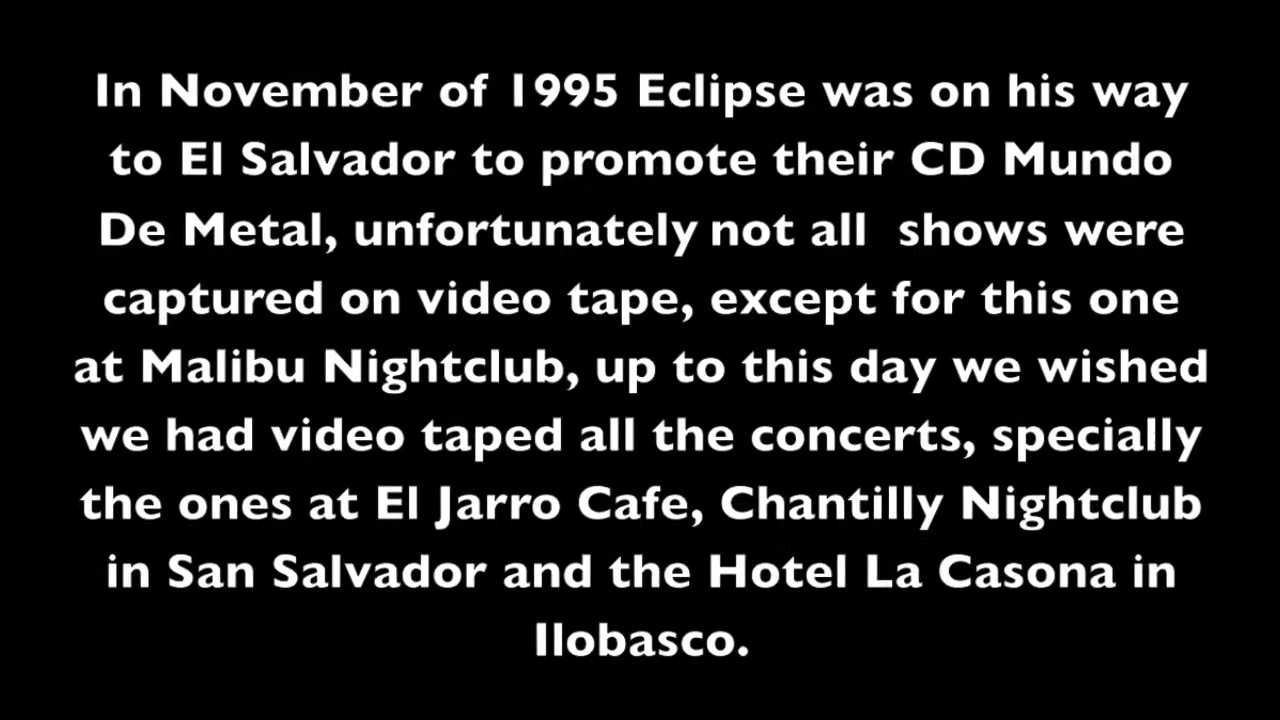 In November of 1995 Eclipse was on his way
to El Salvador to promote their CD Mundo
De Metal, unfortunately not all  shows were
captured on video tape, except for this one
at Malibu Nightclub, up to this day we wished
we had video taped all the concerts, specially
the ones at El Jarro Cafe, Chantilly Nightclub
in San Salvador and the Hotel La Casona in
Ilobasco.